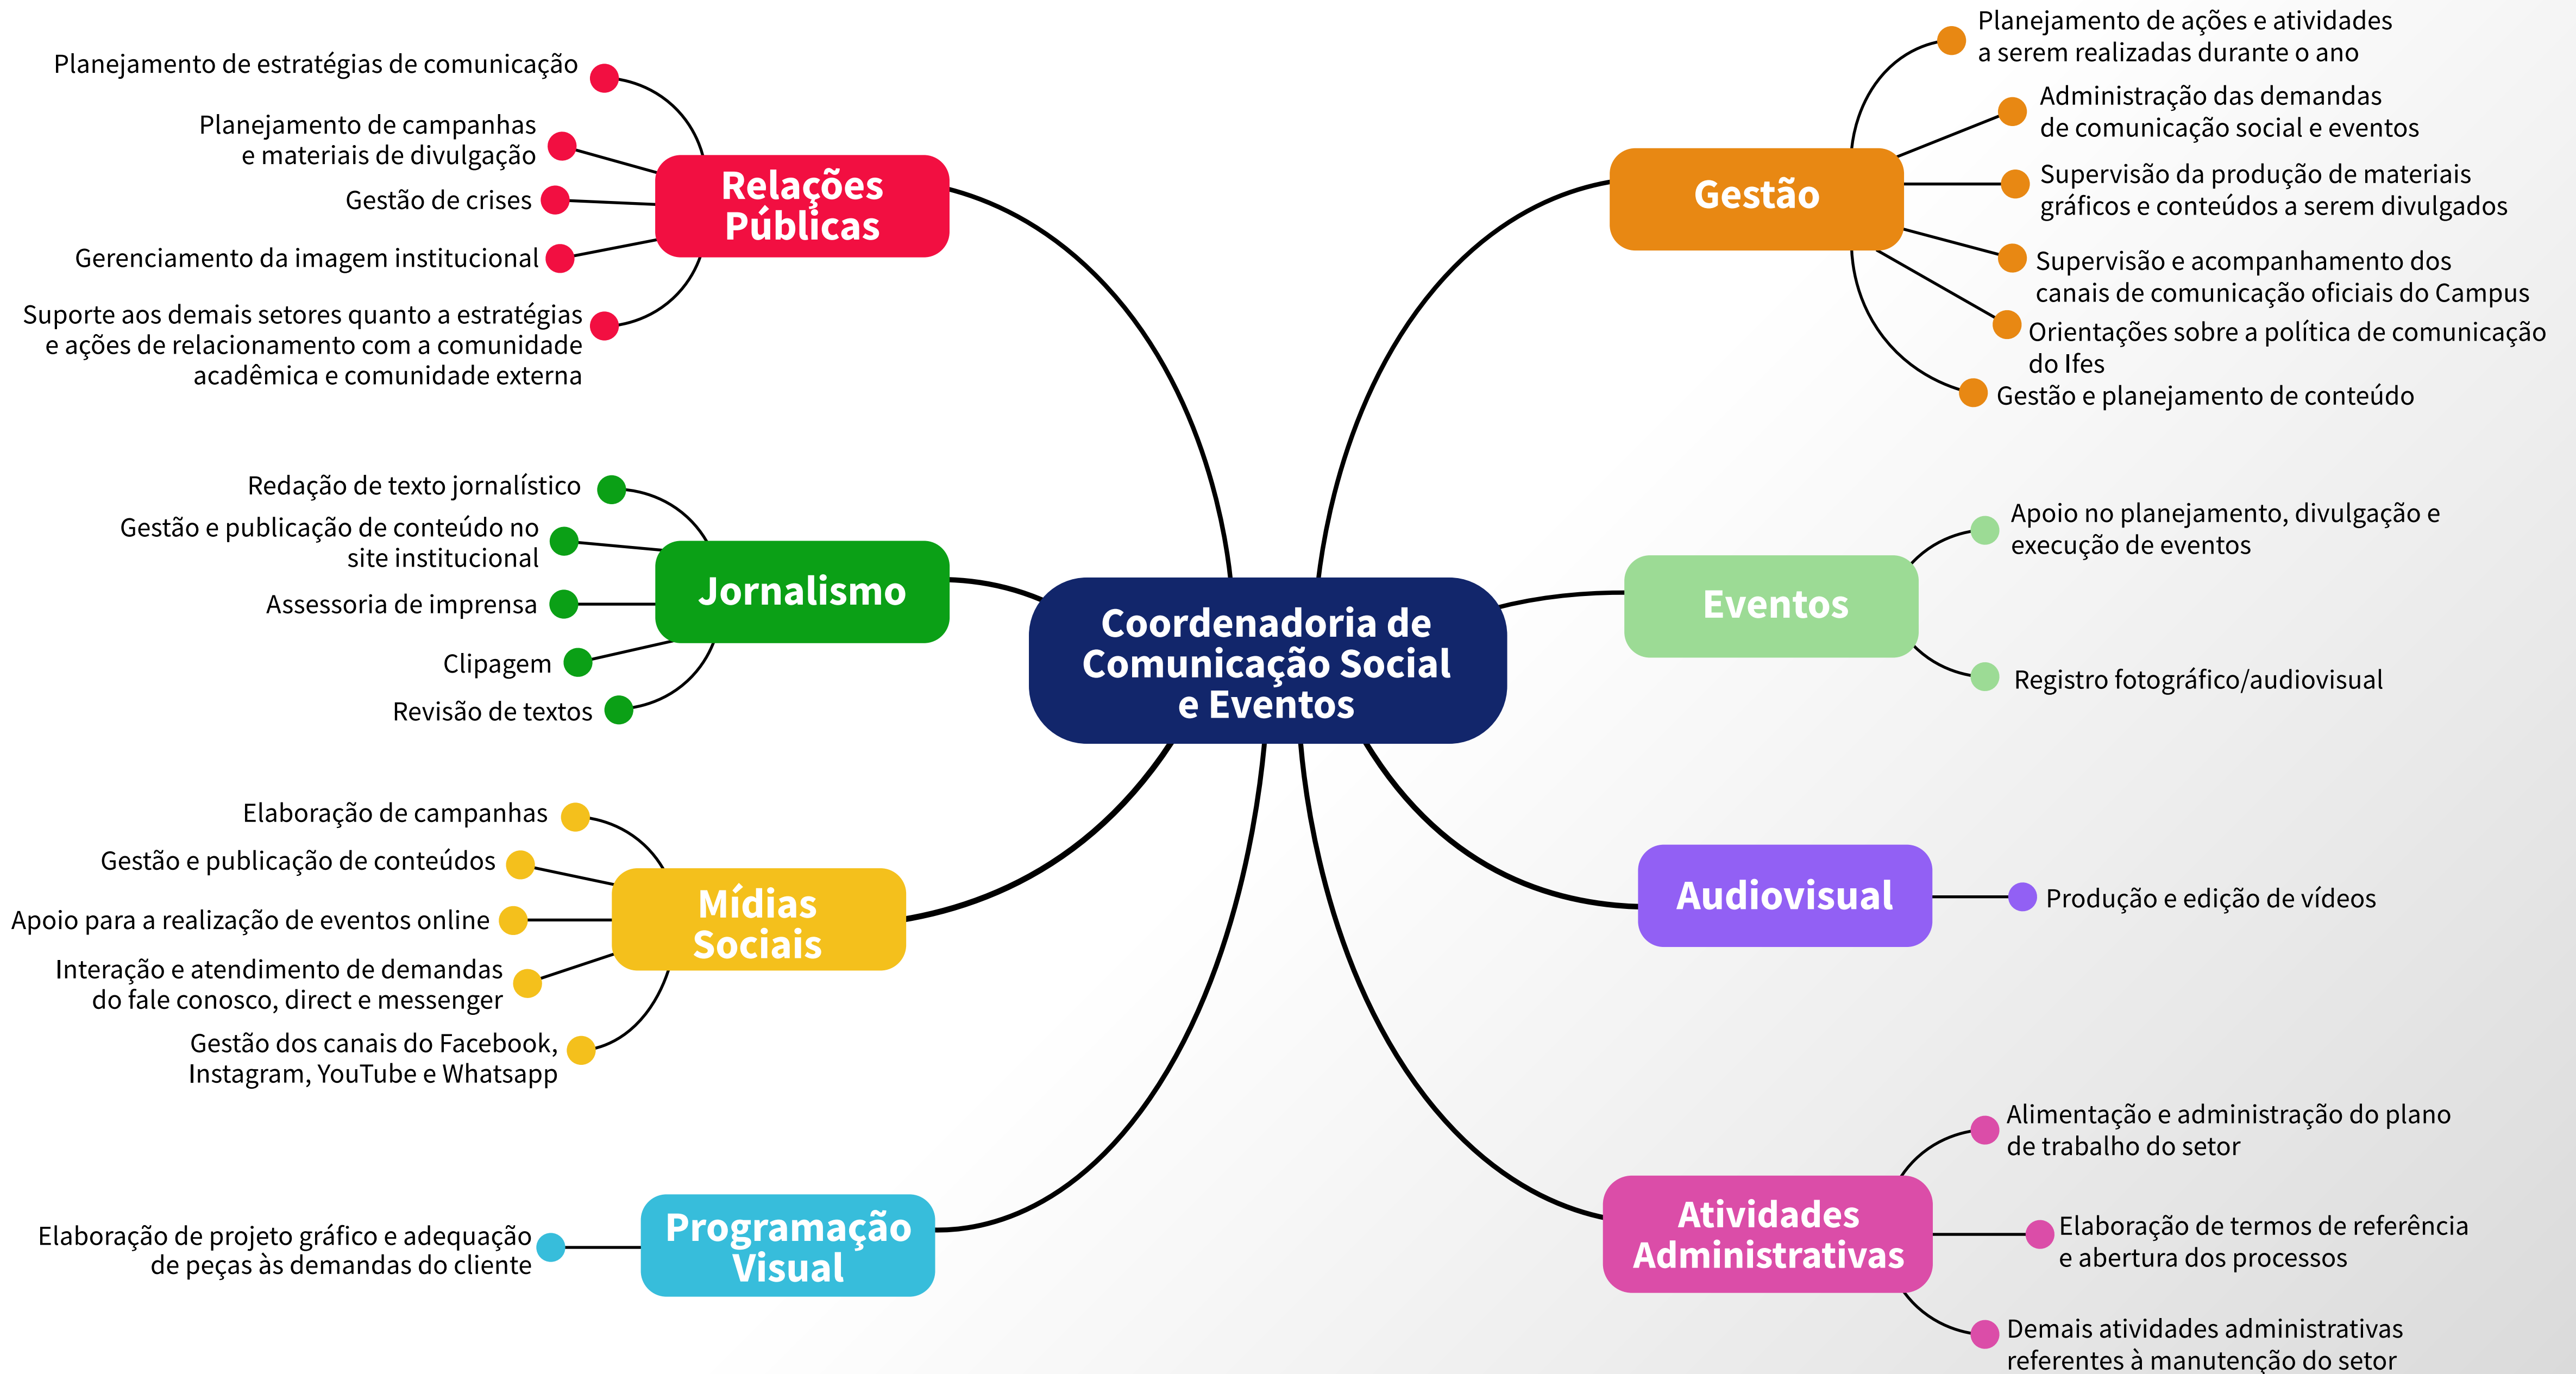 Planejamento de estratégias de comunicação
Planejamento de campanhas
e materiais de divulgação
Gestão de crises
Gerenciamento da imagem institucional
Suporte aos demais setores quanto a estratégias
e ações de relacionamento com a comunidade
acadêmica e comunidade externa
Relações
Públicas
Redação de texto jornalístico
Gestão e publicação de conteúdo no
site institucional
Assessoria de imprensa
Clipagem
Revisão de textos
Jornalismo
Elaboração de campanhas
Gestão e publicação de conteúdos
Apoio para a realização de eventos online
Interação e atendimento de demandas
do fale conosco, direct e messenger
Gestão dos canais do Facebook,
Instagram, YouTube e Whatsapp
Mídias
Sociais
Elaboração de projeto gráfico e adequação
de peças às demandas do cliente
Programação
Visual
Coordenadoria de
Comunicação Social
e Eventos
Gestão
Planejamento de ações e atividades
a serem realizadas durante o ano
Administração das demandas
de comunicação social e eventos
Supervisão da produção de materiais
gráficos e conteúdos a serem divulgados
Supervisão e acompanhamento dos
canais de comunicação oficiais do Campus
Orientações sobre a política de comunicação
do Ifes
Gestão e planejamento de conteúdo
Eventos
Apoio no planejamento, divulgação e
execução de eventos
Registro fotográfico/audiovisual
Audiovisual
Produção e edição de vídeos
Atividades
Administrativas
Alimentação e administração do plano
de trabalho do setor
Elaboração de termos de referência
e abertura dos processos
Demais atividades administrativas
referentes à manutenção do setor